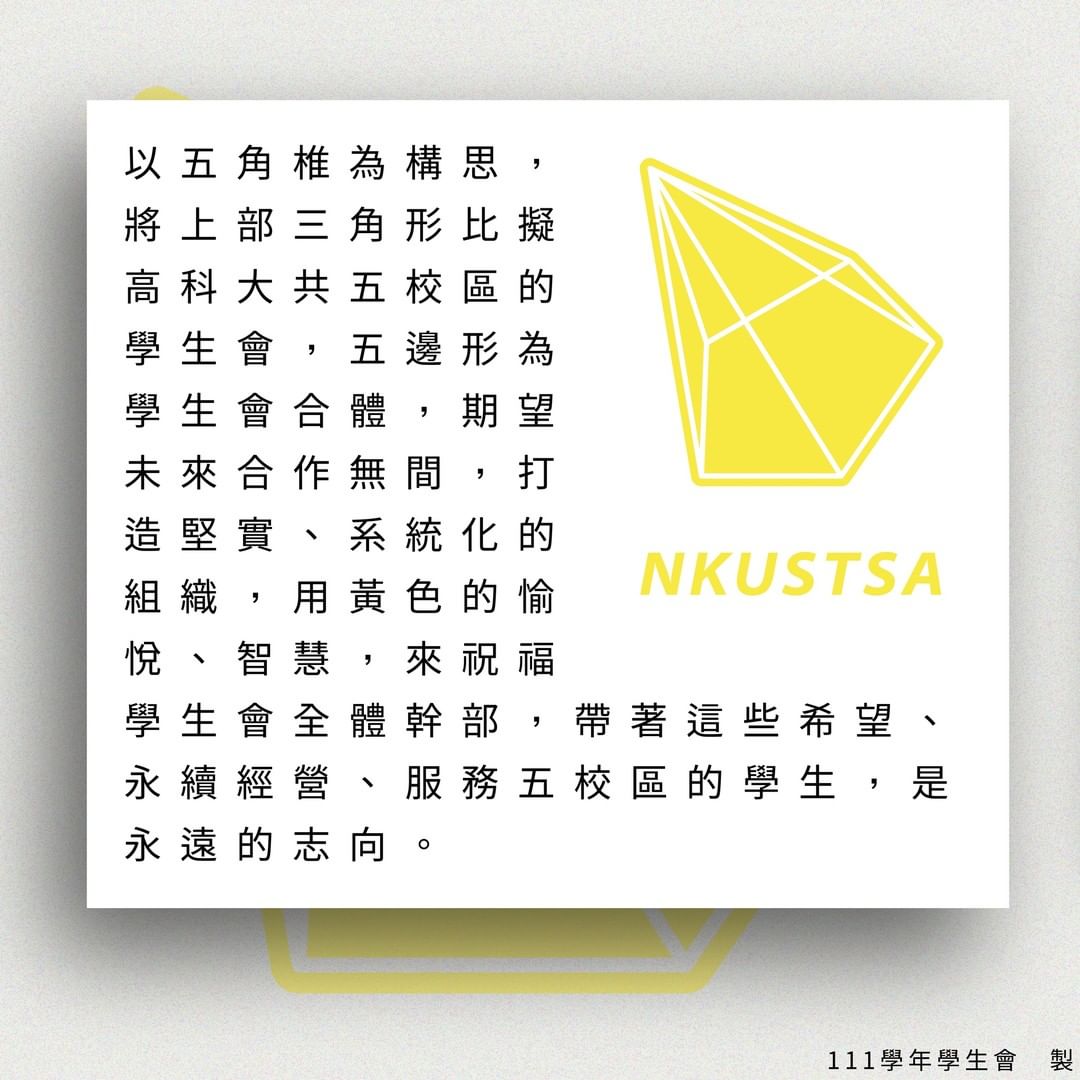 以五角椎為構思，
將上部三角形比擬
高科大共五校區的
學生會，五邊形為
學生會合體，期望
未來合作無間，打
造堅實、系統化的
組織，用黃色的愉
悅、智慧，來祝福
學生會全體幹部，帶著這些希望、
永續經營、服務五校區的學生，是
永遠的志向。
NKUSTSA
111學年學生會　製